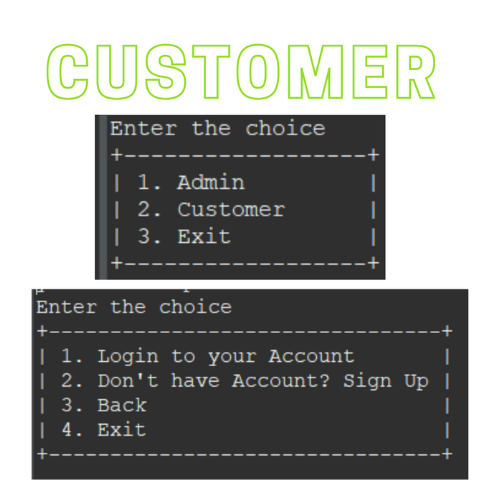 CUSTOMER
Enter the choice
+------------------+
| 1. Admin         |
| 2. Customer      |
| 3. Exit          |
+------------------+
Enter the choice
+--------------------------------+
| 1. Login to your Account       |
| 2. Don't have Account? Sign Up |
| 3. Back                        |
| 4. Exit                        |
+--------------------------------+